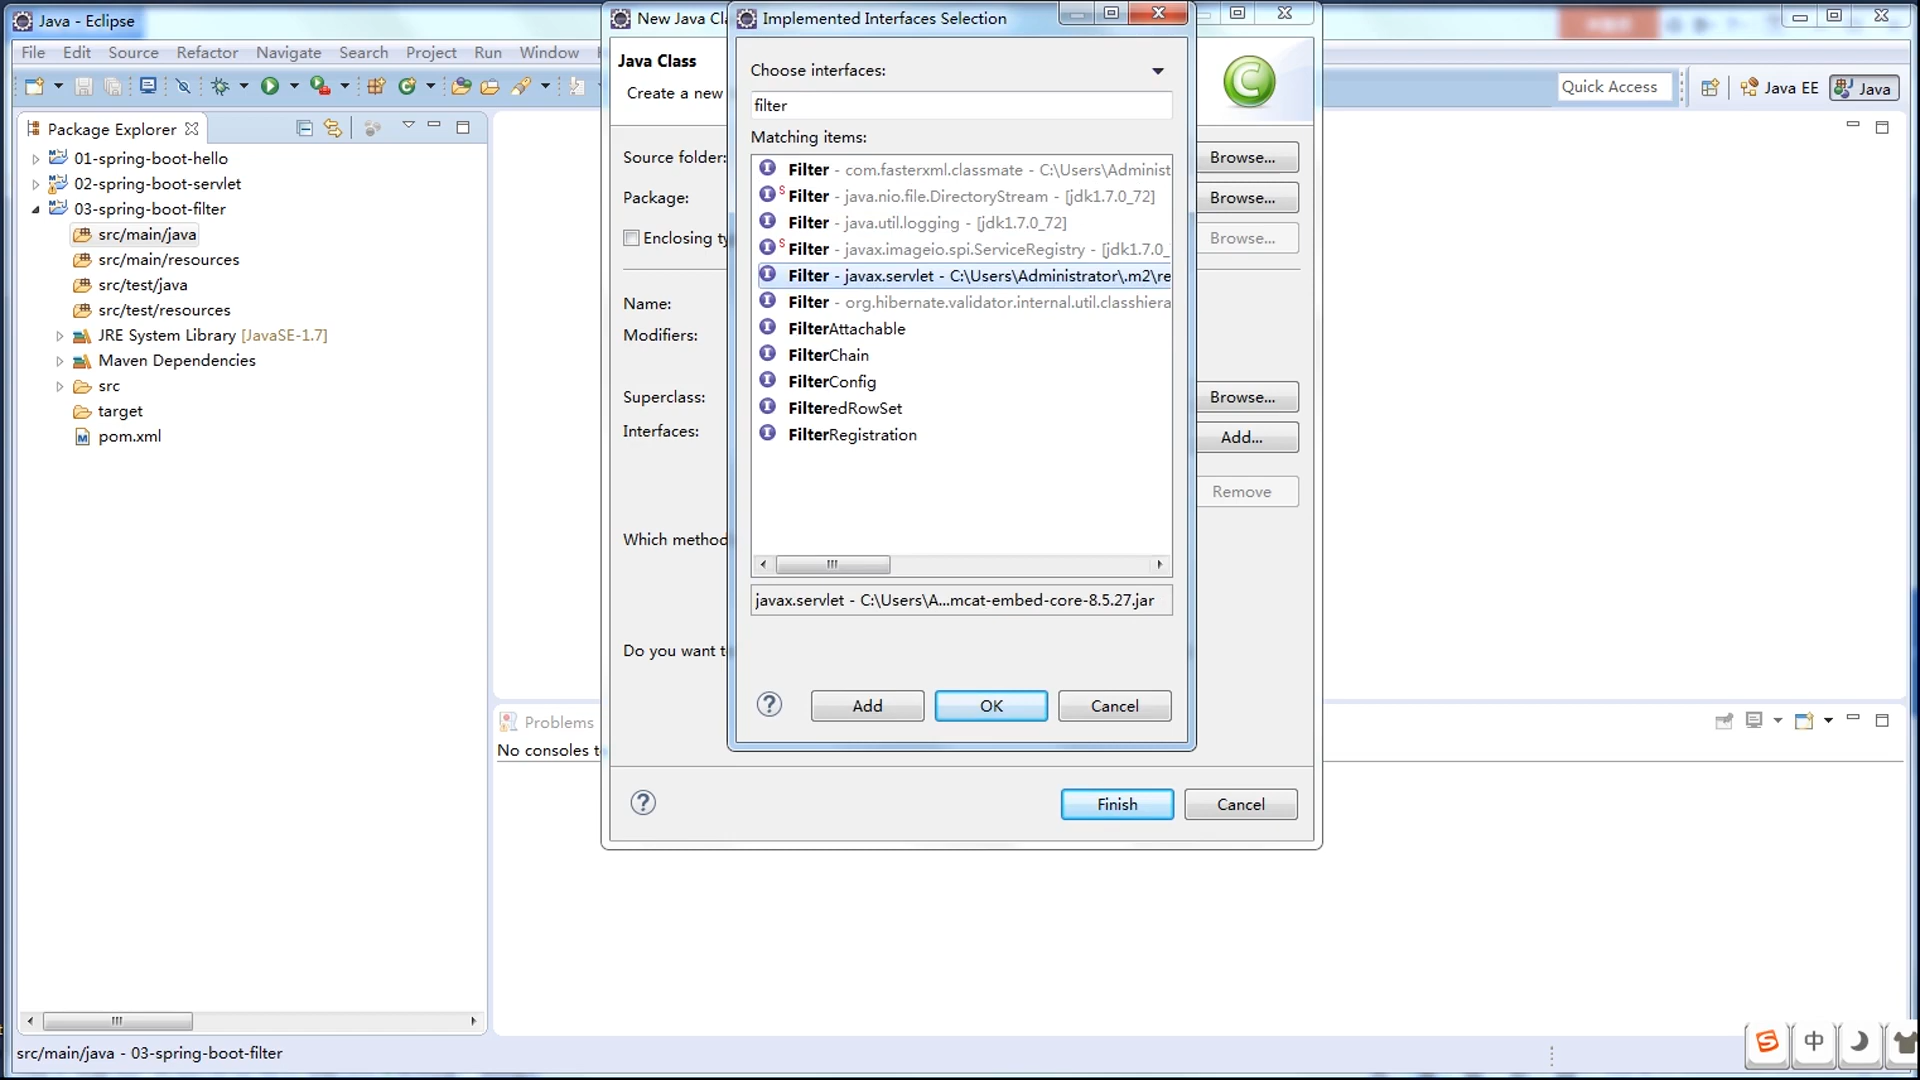 Java - Eclipse
File Edit Source Refactor Navigate Search Project Run Window
Quick Access
Java EE
Java
Package Explorer
01-spring-boot-hello
02-spring-boot-servlet
03-spring-boot-filter
src/main/java
src/main/resources
src/test/java
src/test/resources
JRE System Library [JavaSE-1.7]
Maven Dependencies
src
target
pom.xml
New Java Cl
Java Class
Create a new
Source folder:
Browse...
Package:
Browse...
Enclosing ty
Browse...
Name:
Modifiers:
Superclass:
Browse...
Interfaces:
Add...
Remove
Which method
Do you want t
Finish
Cancel
Implemented Interfaces Selection
Choose interfaces:
filter
Matching items:
Filter - com.fasterxml.classmate - C:\Users\Administ
Filter - java.nio.file.DirectoryStream - [jdk1.7.0_72]
Filter - java.util.logging - [jdk1.7.0_72]
Filter - javax.imageio.spi.ServiceRegistry - [jdk1.7.0_
Filter - javax.servlet - C:\Users\Administrator\.m2\re
Filter - org.hibernate.validator.internal.util.classhiera
FilterAttachable
FilterChain
FilterConfig
FilteredRowSet
FilterRegistration
javax.servlet - C:\Users\A...mcat-embed-core-8.5.27.jar
Add
OK
Cancel
Problems
No consoles t
src/main/java - 03-spring-boot-filter
中